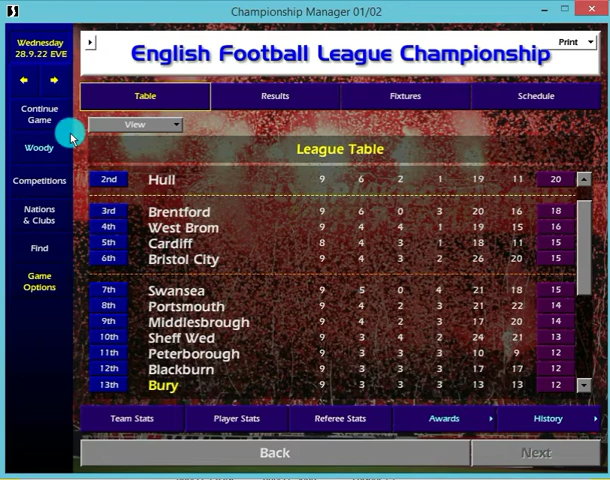 Championship Manager 01/02
Wednesday
28.9.22 EVE
English Football League Championship
Print
Table Results Fixtures Schedule
View
Continue
Game
Woody
Competitions
Nations
& Clubs
Find
Game
Options
League Table
2nd Hull 9 6 2 1 19 11 20
3rd Brentford 9 6 0 3 20 16 18
4th West Brom 9 4 4 1 19 15 16
5th Cardiff 8 4 3 1 18 11 15
6th Bristol City 9 4 3 2 26 20 15
7th Swansea 9 5 0 4 21 18 15
8th Portsmouth 9 4 2 3 21 22 14
9th Middlesbrough 9 4 2 3 17 20 14
10th Sheff Wed 9 3 4 2 24 21 13
11th Peterborough 9 3 3 3 10 9 12
12th Blackburn 9 3 3 3 17 17 12
13th Bury 9 3 3 3 13 13 12
Team Stats Player Stats Referee Stats Awards History
Back Next